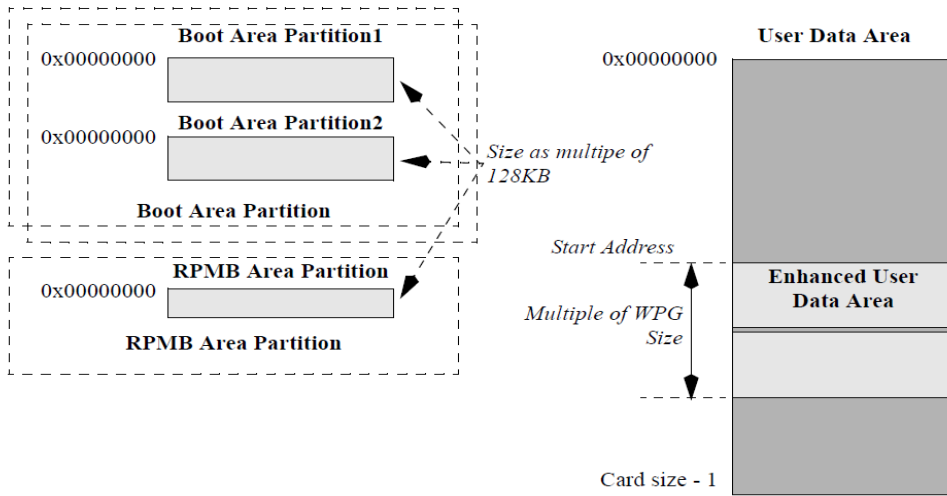 Boot Area Partition1
0x00000000
Boot Area Partition2
0x00000000
Boot Area Partition
Size as multipe of
128KB
RPMB Area Partition
0x00000000
RPMB Area Partition
User Data Area
0x00000000
Start Address
Enhanced User
Data Area
Multiple of WPG
Size
Card size - 1